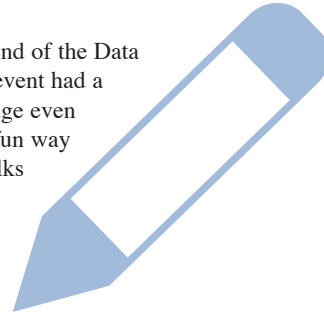 nd of the Data
event had a
ge even
fun way
lks